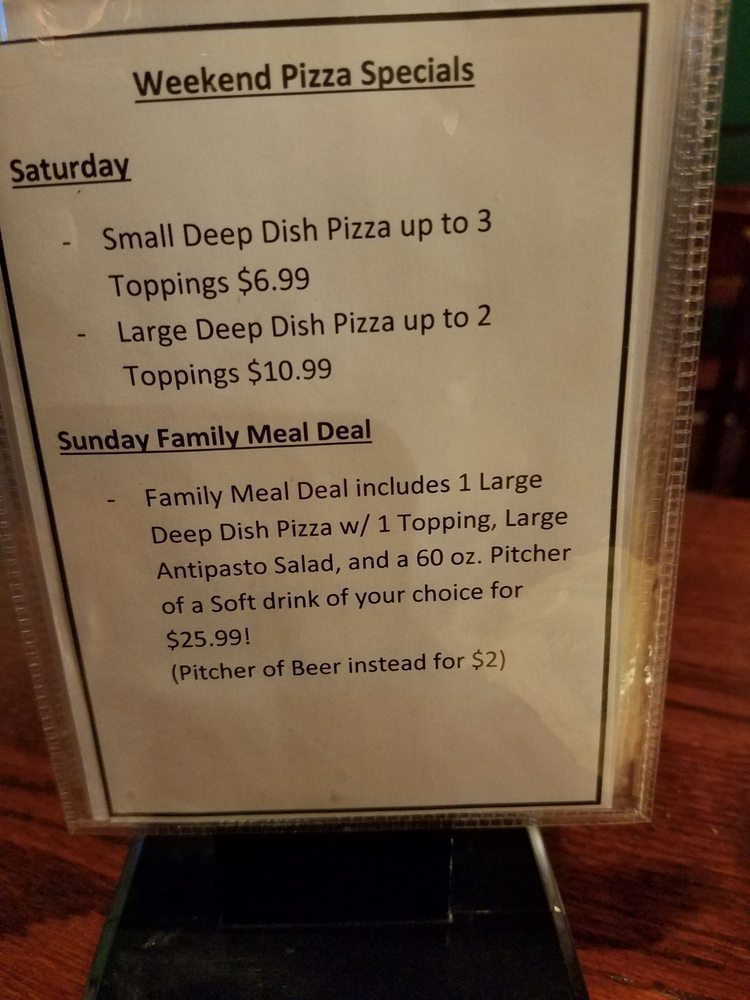 Weekend Pizza Specials
Saturday
- Small Deep Dish Pizza up to 3
Toppings $6.99
- Large Deep Dish Pizza up to 2
Toppings $10.99
Sunday Family Meal Deal
- Family Meal Deal includes 1 Large
Deep Dish Pizza w/ 1 Topping, Large
Antipasto Salad, and a 60 oz. Pitcher
of a Soft drink of your choice for
$25.99!
(Pitcher of Beer instead for $2)